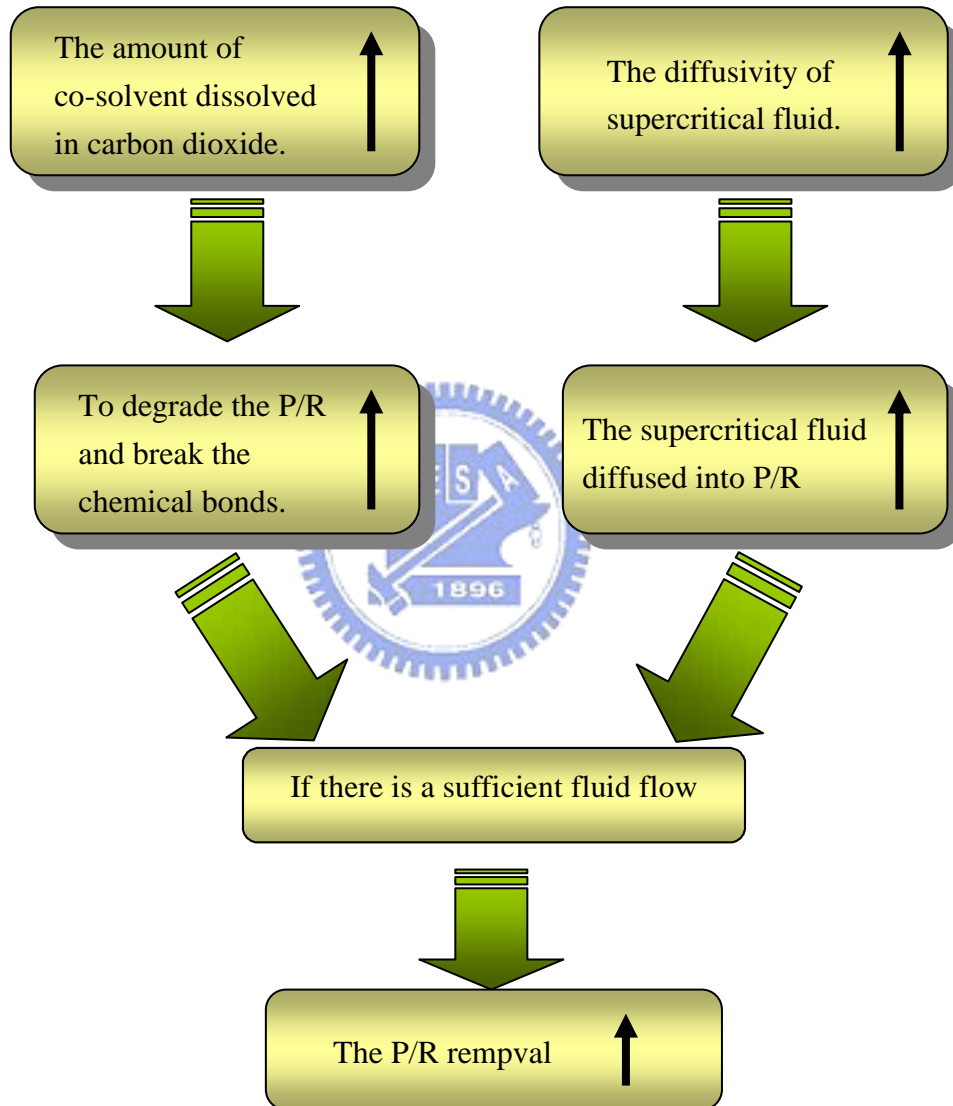 The amount of
co-solvent dissolved
in carbon dioxide.
The diffusivity of
supercritical fluid.
To degrade the P/R
and break the
chemical bonds.
The supercritical fluid
diffused into P/R
ES
A
1896
If there is a sufficient fluid flow
The P/R rempval